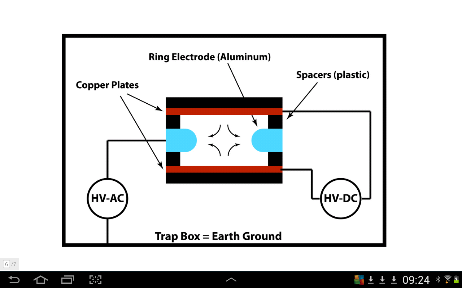 Ring Electrode (Aluminum)
Spacers (plastic)
Copper Plates
HV-AC
HV-DC
Trap Box = Earth Ground
09:24